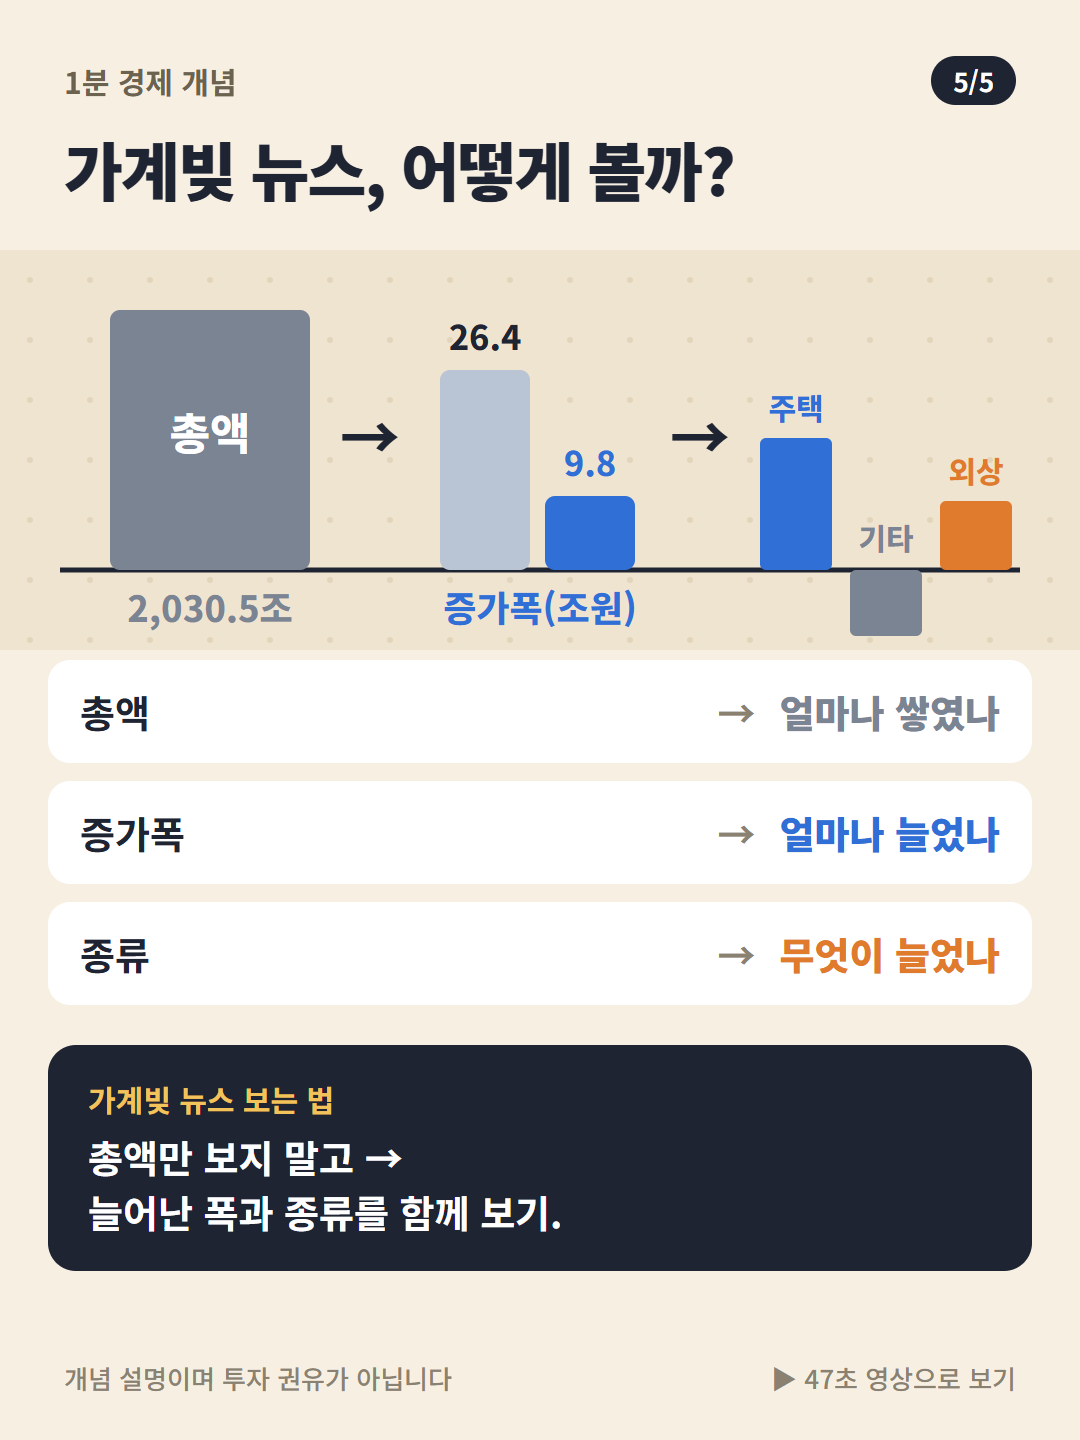 1분 경제 개념
5/5
가계빚 뉴스, 어떻게 볼까?
총액
→
26.4
9.8
→
주택
기타
외상
2,030.5조
증가폭(조원)
총액 → 얼마나 쌓였나
증가폭 → 얼마나 늘었나
종류 → 무엇이 늘었나
가계빚 뉴스 보는 법
총액만 보지 말고 →
늘어난 폭과 종류를 함께 보기.
개념 설명이며 투자 권유가 아닙니다
▶ 47초 영상으로 보기